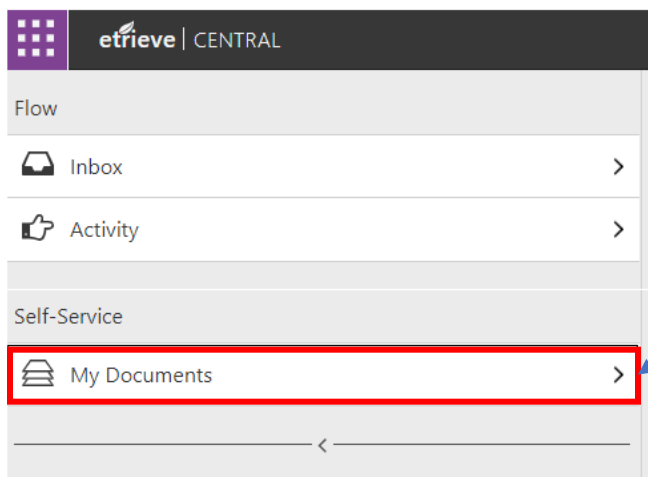 etrieve | CENTRAL
Flow
Inbox
Activity
Self-Service
My Documents